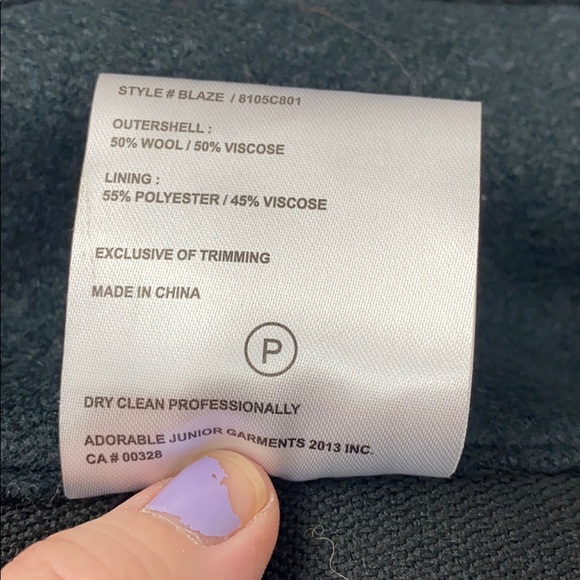 STYLE # BLAZE / 8105C801
OUTERSHELL :
50% WOOL / 50% VISCOSE
LINING :
55% POLYESTER / 45% VISCOSE
EXCLUSIVE OF TRIMMING
MADE IN CHINA
P
DRY CLEAN PROFESSIONALLY
ADORABLE JUNIOR GARMENTS 2013 INC.
CA # 00328